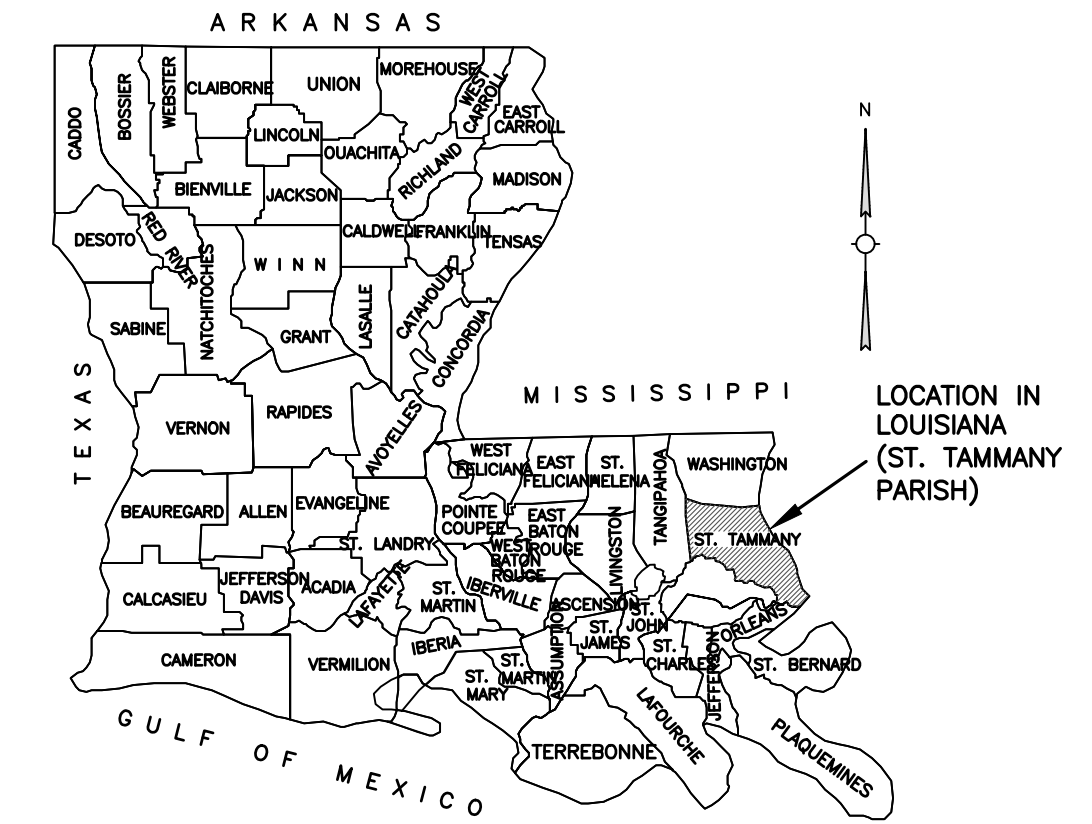 ARKANSAS
CADDO
BOSSIER
WEBSTER
CLAIBORNE
UNION
MOREHOUSE
WEST
CARROLL
EAST
CARROLL
LINCOLN
OUACHITA
RICHLAND
MADISON
BIENVILLE
JACKSON
DESOTO
RED RIVER
NATCHITOCHES
WINN
CALDWELL
FRANKLIN
TENSAS
SABINE
GRANT
LASALLE
CATAHOULA
CONCORDIA
N
TEXAS
MISSISSIPPI
VERNON
RAPIDES
AVOYELLES
LOCATION IN
LOUISIANA
(ST. TAMMANY
PARISH)
WEST
FELICIANA
EAST
FELICIANA
ST.
HELENA
TANGIPAHOA
WASHINGTON
BEAUREGARD
ALLEN
EVANGELINE
POINTE
COUPEE
EAST
BATON
ROUGE
LIVINGSTON
ST. TAMMANY
ST. LANDRY
WEST
BATON
ROUGE
CALCASIEU
JEFFERSON
DAVIS
ACADIA
LAFAYETTE
ST.
MARTIN
IBERVILLE
ASCENSION
ST.
JOHN
ORLEANS
CAMERON
VERMILION
IBERIA
ST.
MARTIN
ST.
MARY
ASSUMPTION
ST.
JAMES
ST.
CHARLES
JEFFERSON
ST. BERNARD
TERREBONNE
LAFOURCHE
PLAQUEMINES
GULF OF MEXICO